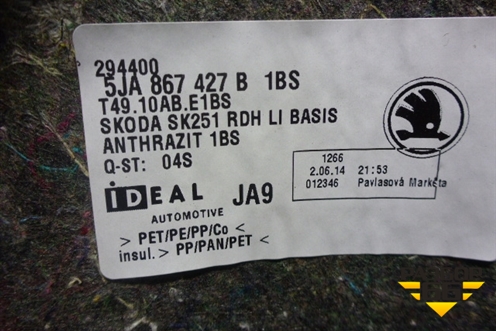 294400
5JA 867 427 B 1BS
T49.10AB.E1BS
SKODA SK251 RDH LI BASIS
ANTHRAZIT 1BS
Q-ST: 04S
1266
2.06.14 21:53
012346 Pavlasová Markéta
iDEAL JA9
AUTOMOTIVE
> PET/PE/PP/Co <
insul.> PP/PAN/PET <